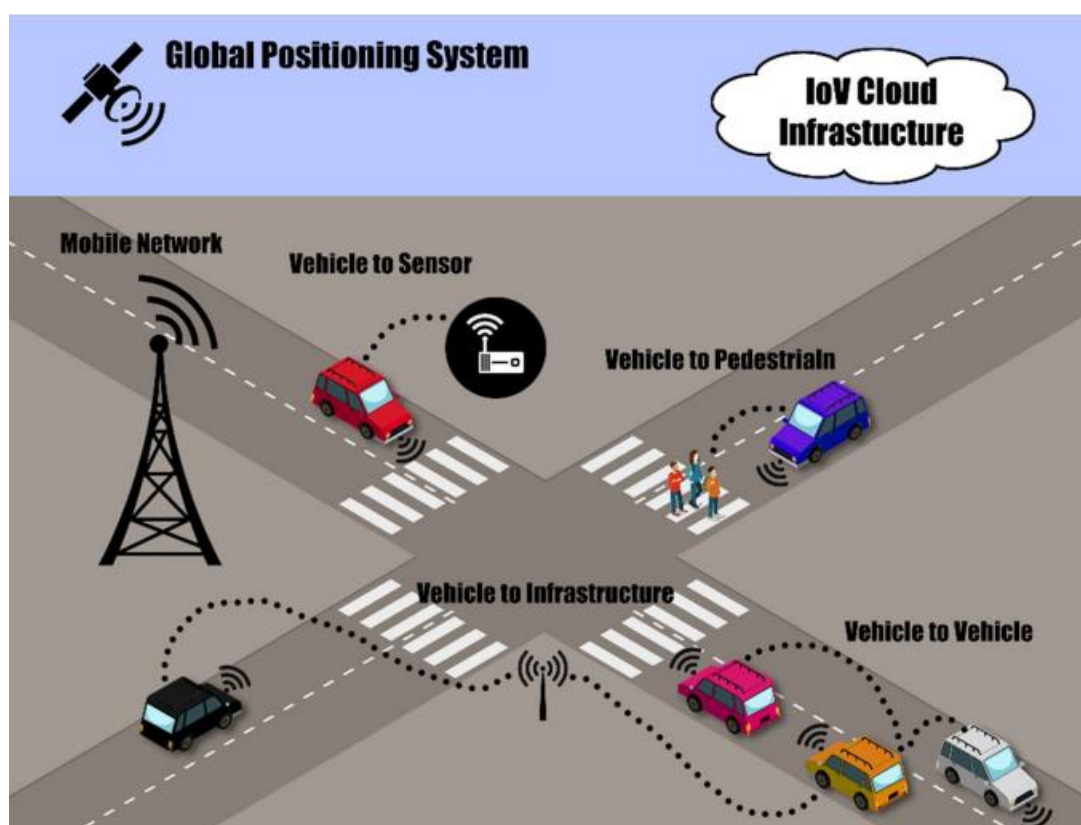 Global Positioning System
IoV Cloud
Infrastucture
Mobile Network
Vehicle to Sensor
Vehicle to Pedestrialn
Vehicle to Infrastructure
Vehicle to Vehicle